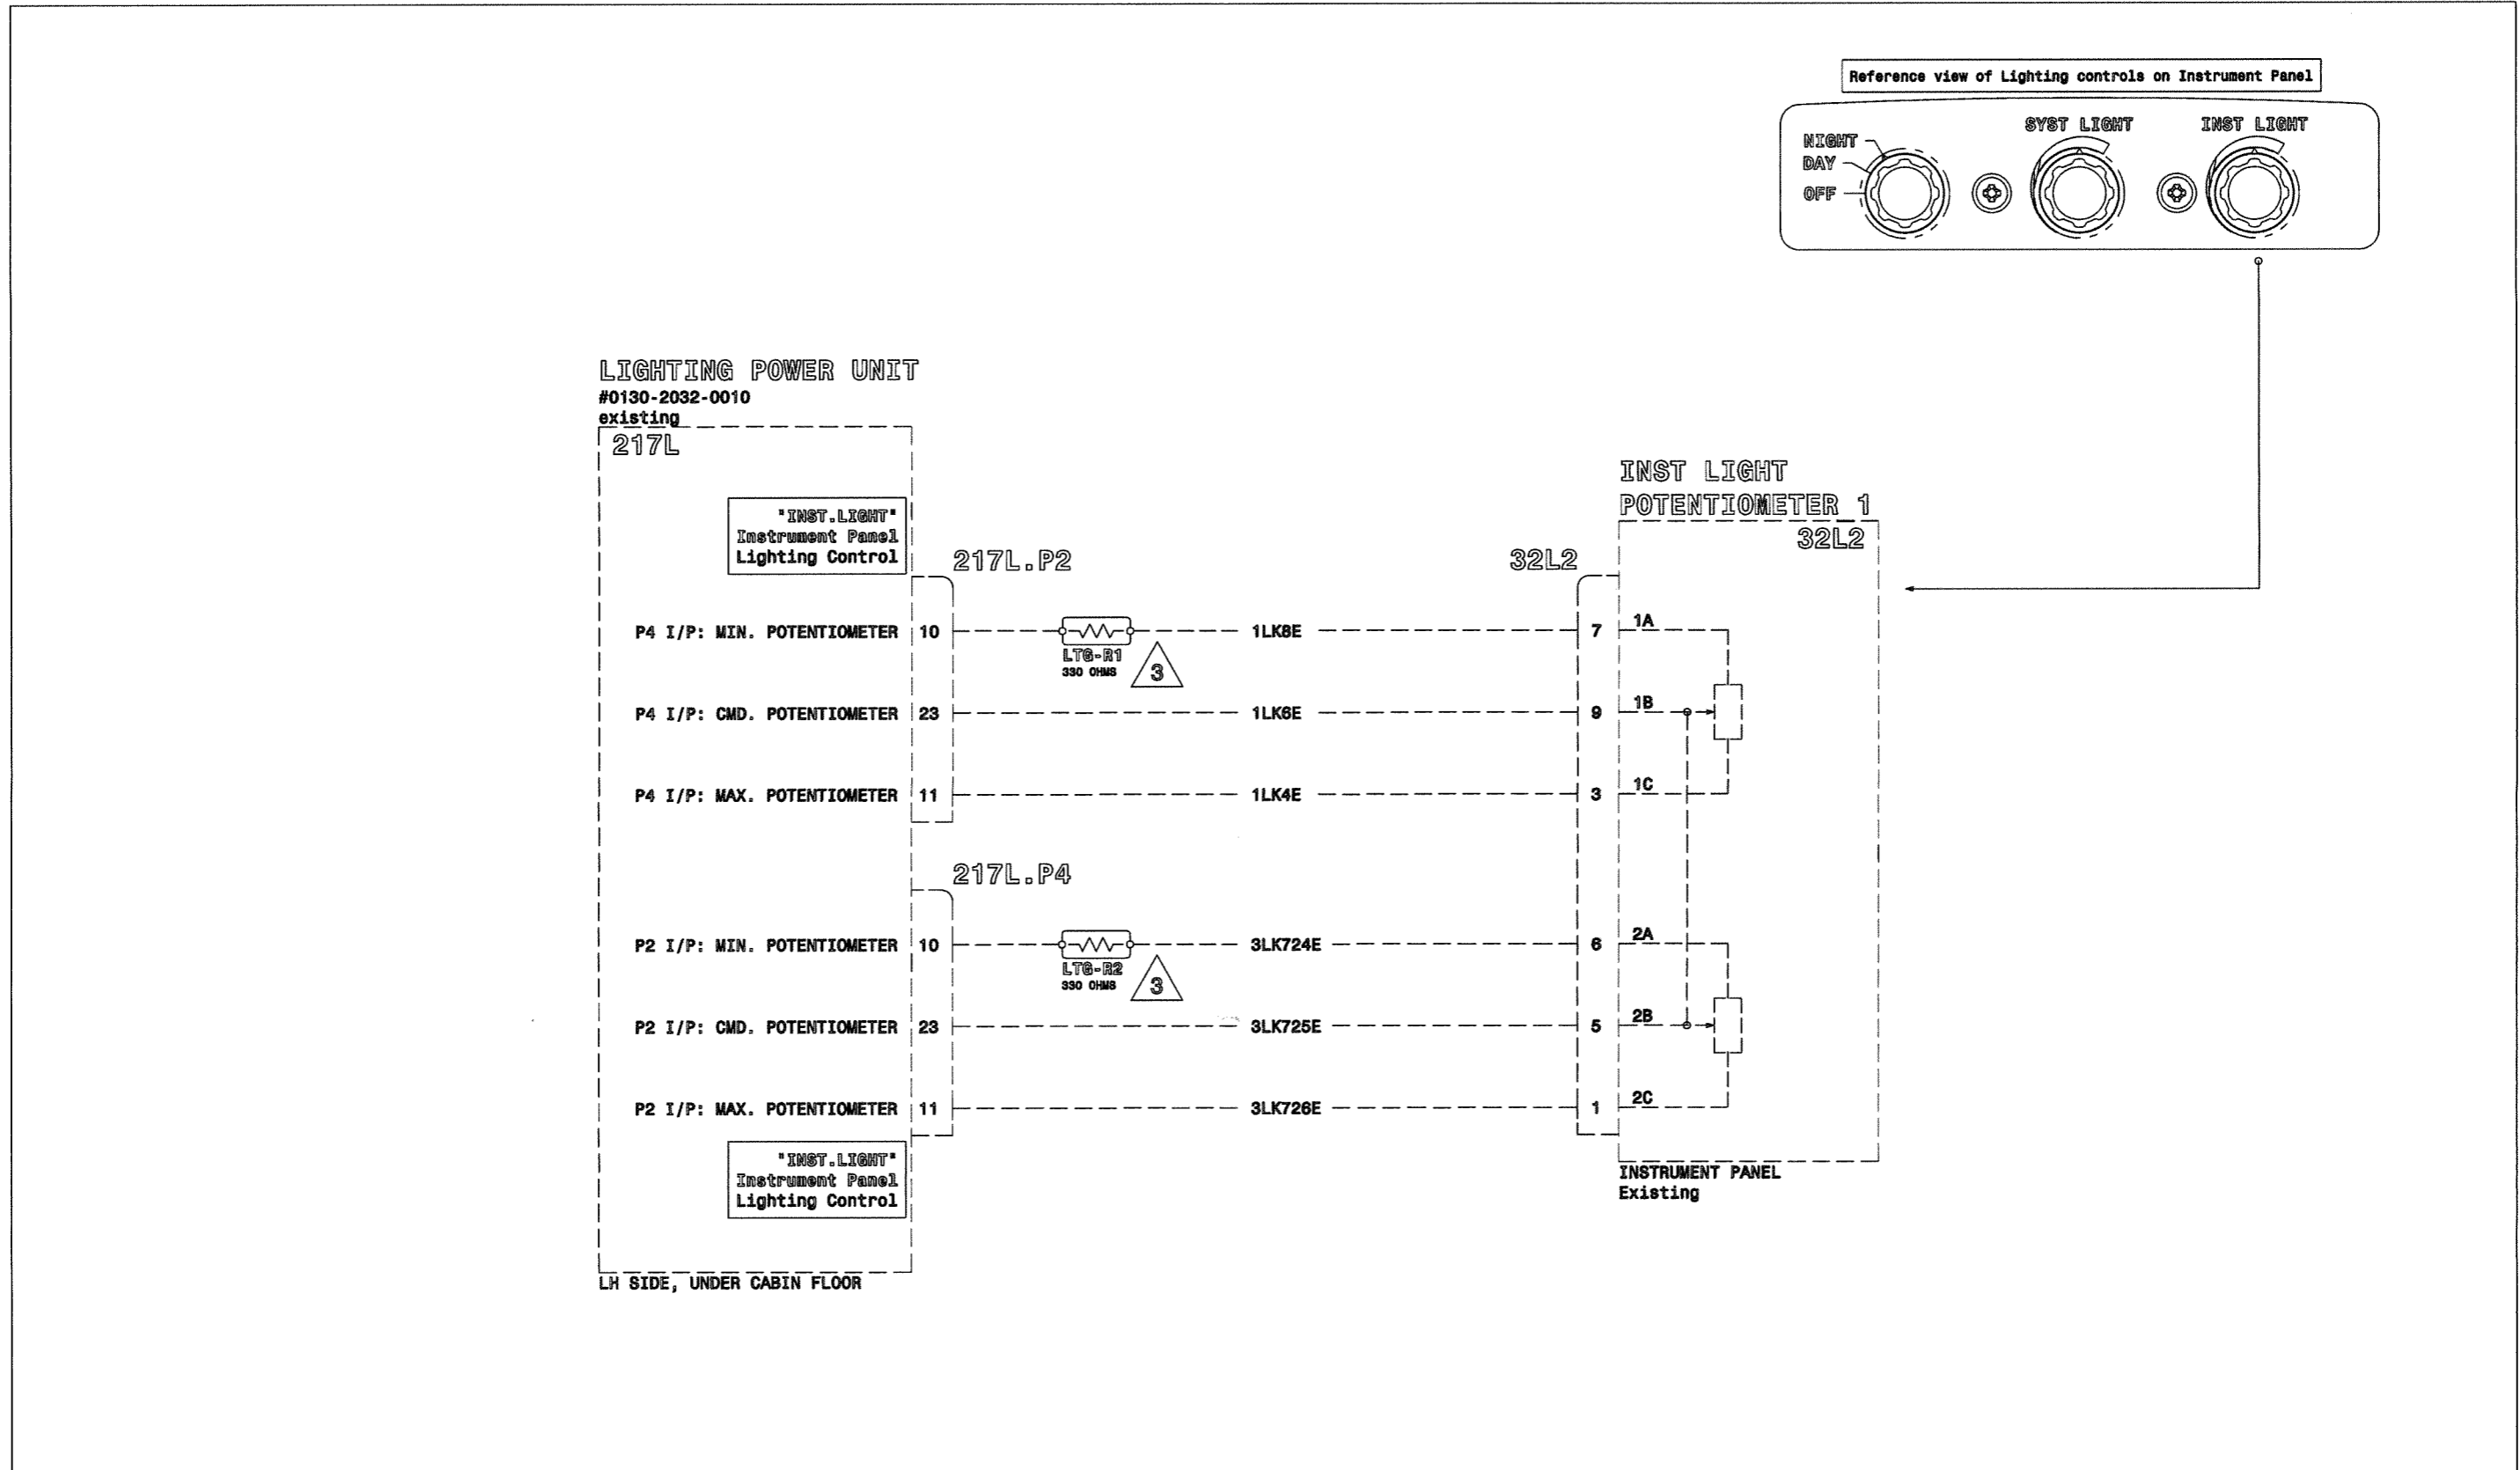 Reference view of Lighting controls on Instrument Panel
SYST LIGHT
INST LIGHT
NIGHT
DAY
OFF
LIGHTING POWER UNIT
#0130-2032-0010
existing
217L
"INST.LIGHT"
Instrument Panel
Lighting Control
217L.P2
P4 I/P: MIN. POTENTIOMETER 10
LTG-R1
330 OHMS
3
1LK8E
P4 I/P: CMD. POTENTIOMETER 23
1LK6E
P4 I/P: MAX. POTENTIOMETER 11
1LK4E
217L.P4
P2 I/P: MIN. POTENTIOMETER 10
LTG-R2
330 OHMS
3
3LK724E
P2 I/P: CMD. POTENTIOMETER 23
3LK725E
P2 I/P: MAX. POTENTIOMETER 11
3LK726E
"INST.LIGHT"
Instrument Panel
Lighting Control
LH SIDE, UNDER CABIN FLOOR
INST LIGHT
POTENTIOMETER 1
32L2
32L2
7 1A
9 1B
3 1C
6 2A
5 2B
1 2C
INSTRUMENT PANEL
Existing